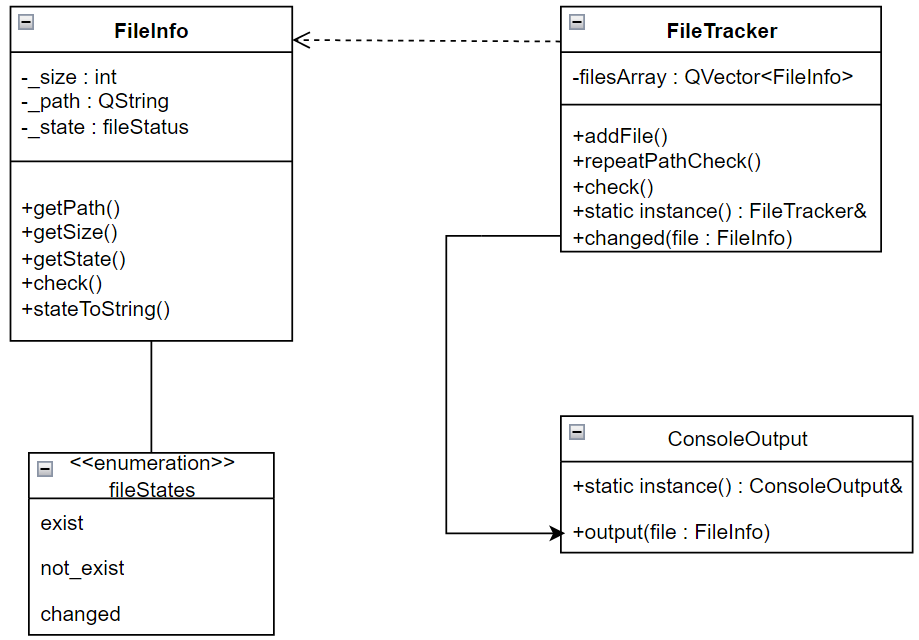 FileInfo
-_size : int
-_path : QString
-_state : fileStatus
+getPath()
+getSize()
+getState()
+check()
+stateToString()
FileTracker
-filesArray : QVector<FileInfo>
+addFile()
+repeatPathCheck()
+check()
+static instance() : FileTracker&
+changed(file : FileInfo)
<<enumeration>>
fileStates
exist
not_exist
changed
ConsoleOutput
+static instance() : ConsoleOutput&
+output(file : FileInfo)